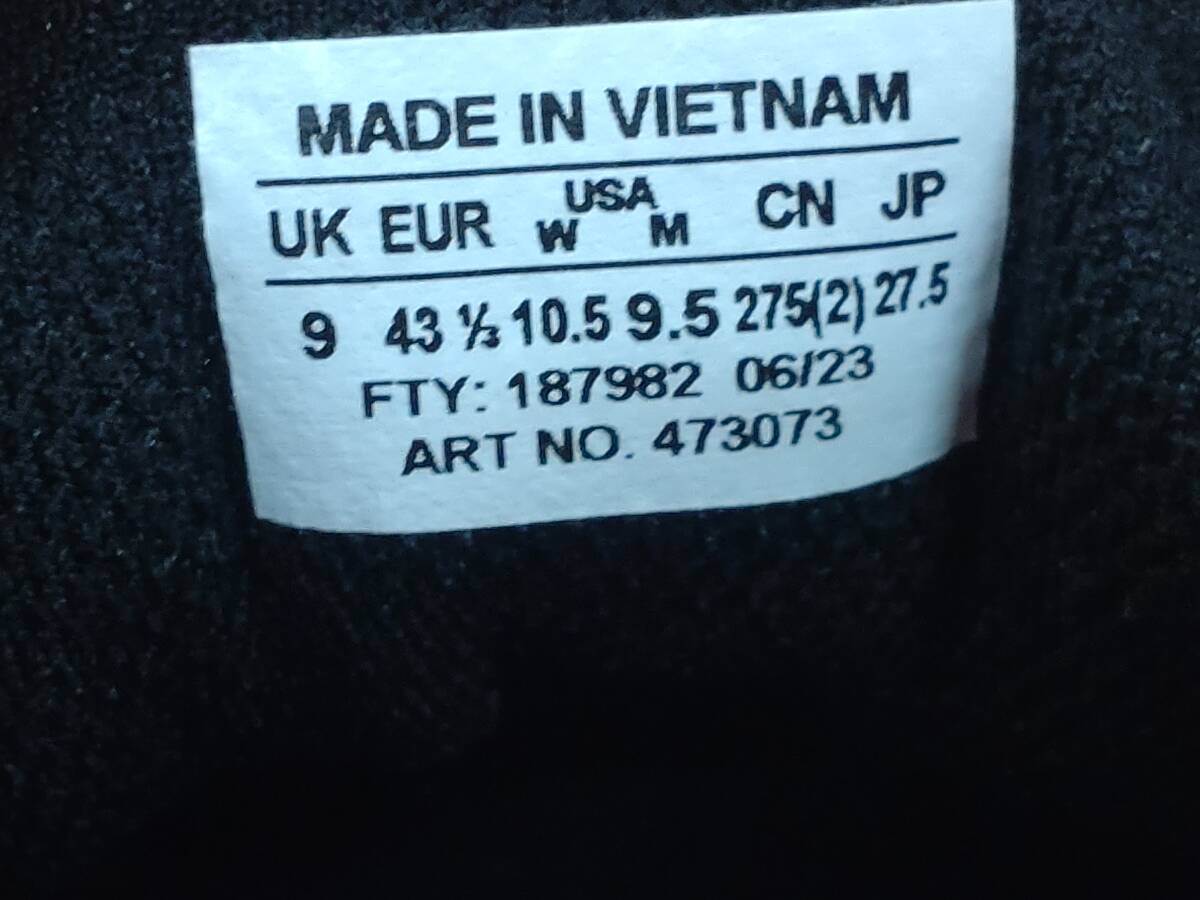 MADE IN VIETNAM
UK EUR USA CN JP
W M
9 43 ⅓ 10.5 9.5 275(2) 27.5
FTY: 187982 06/23
ART NO. 473073